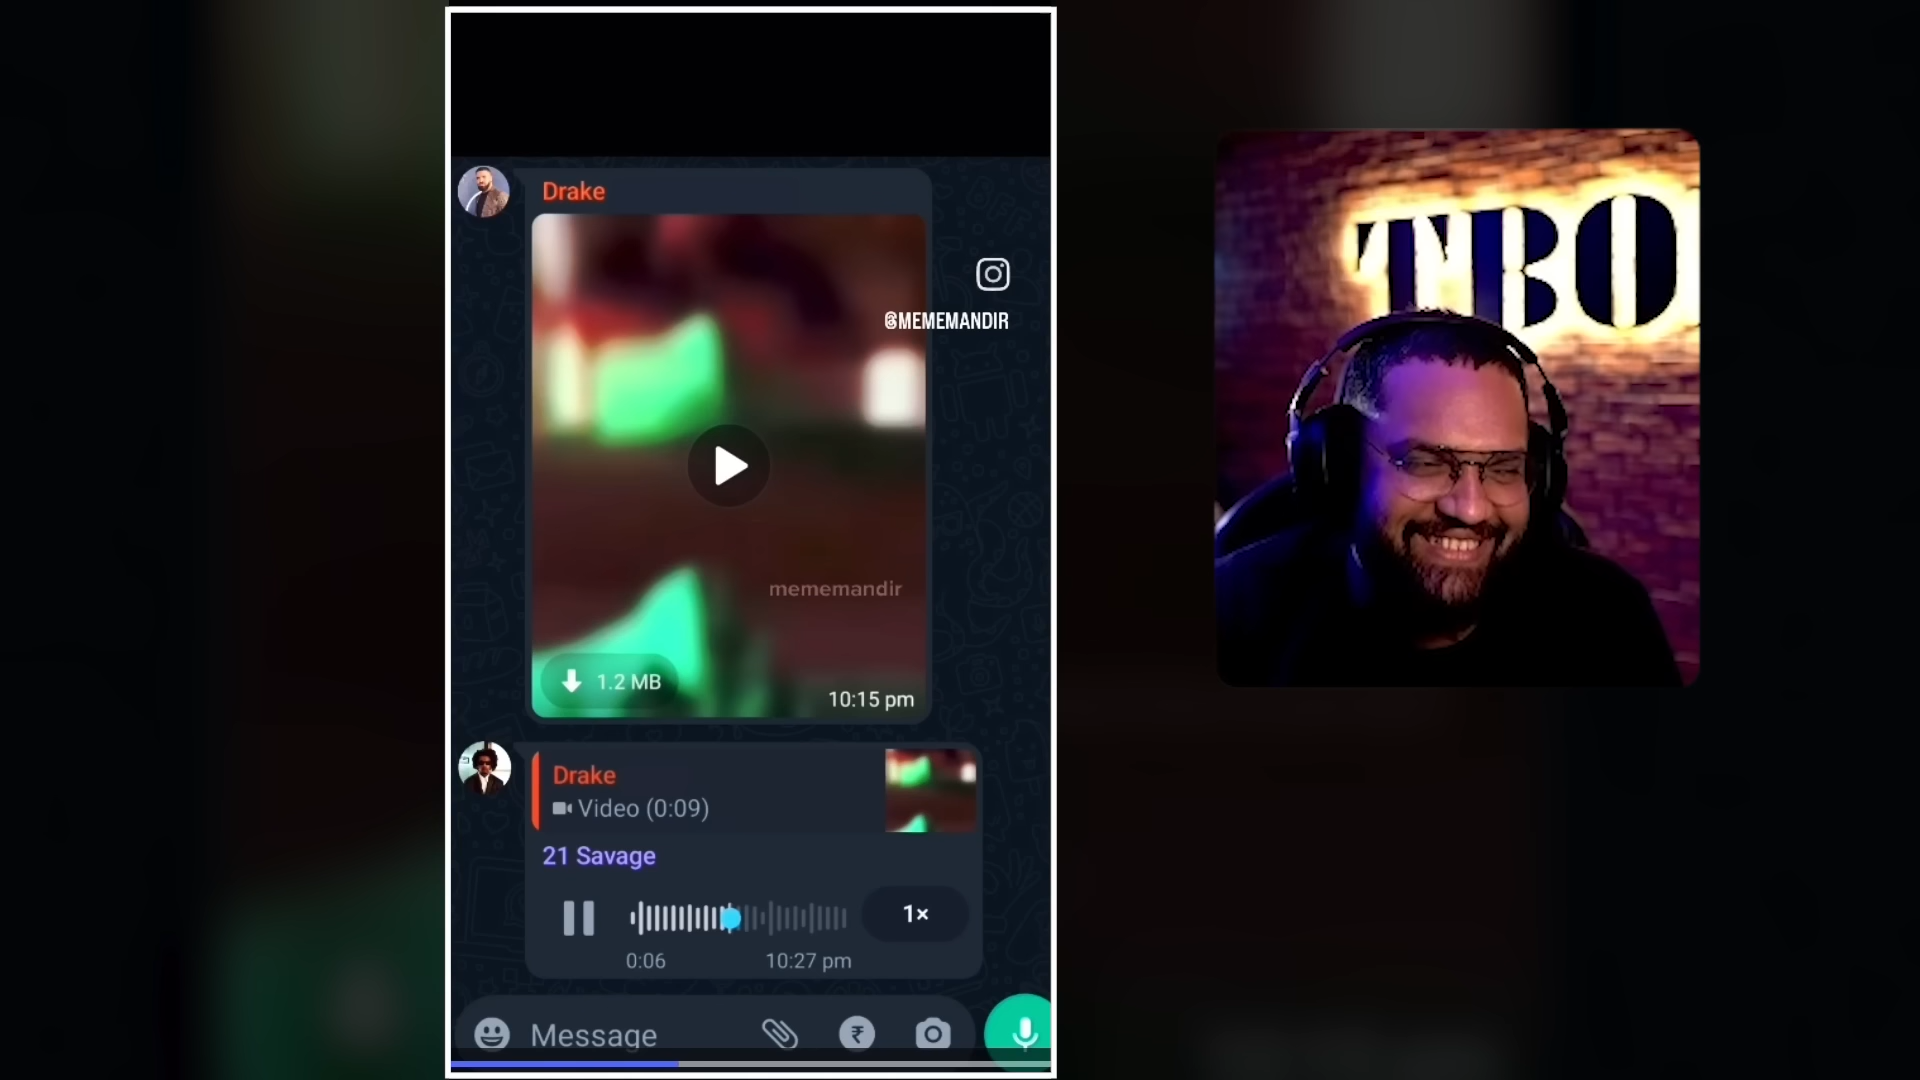 Drake
@MEMEMANDIR
mememandir
1.2 MB
10:15 pm
Drake
Video (0:09)
21 Savage
1×
0:06
10:27 pm
Message
TBO